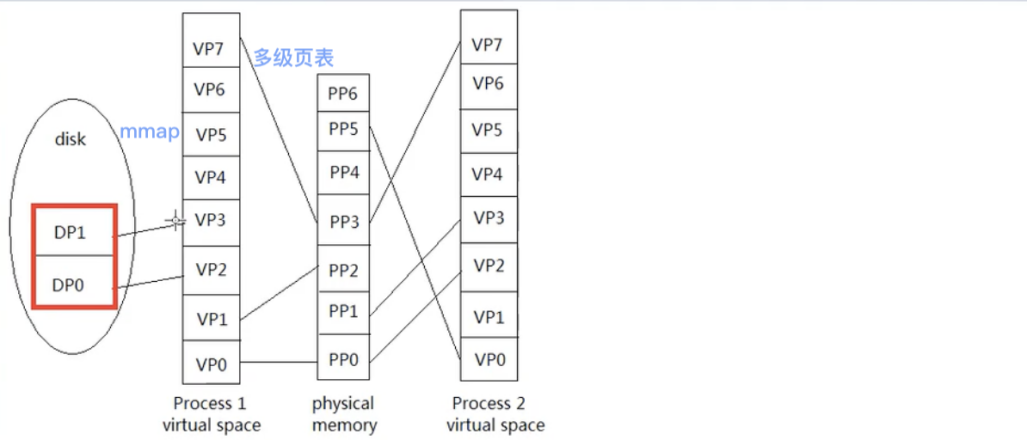 disk
DP1
DP0
mmap
VP7
VP6
VP5
VP4
VP3
VP2
VP1
VP0
Process 1
virtual space
多级页表
PP6
PP5
PP4
PP3
PP2
PP1
PP0
physical
memory
VP7
VP6
VP5
VP4
VP3
VP2
VP1
VP0
Process 2
virtual space